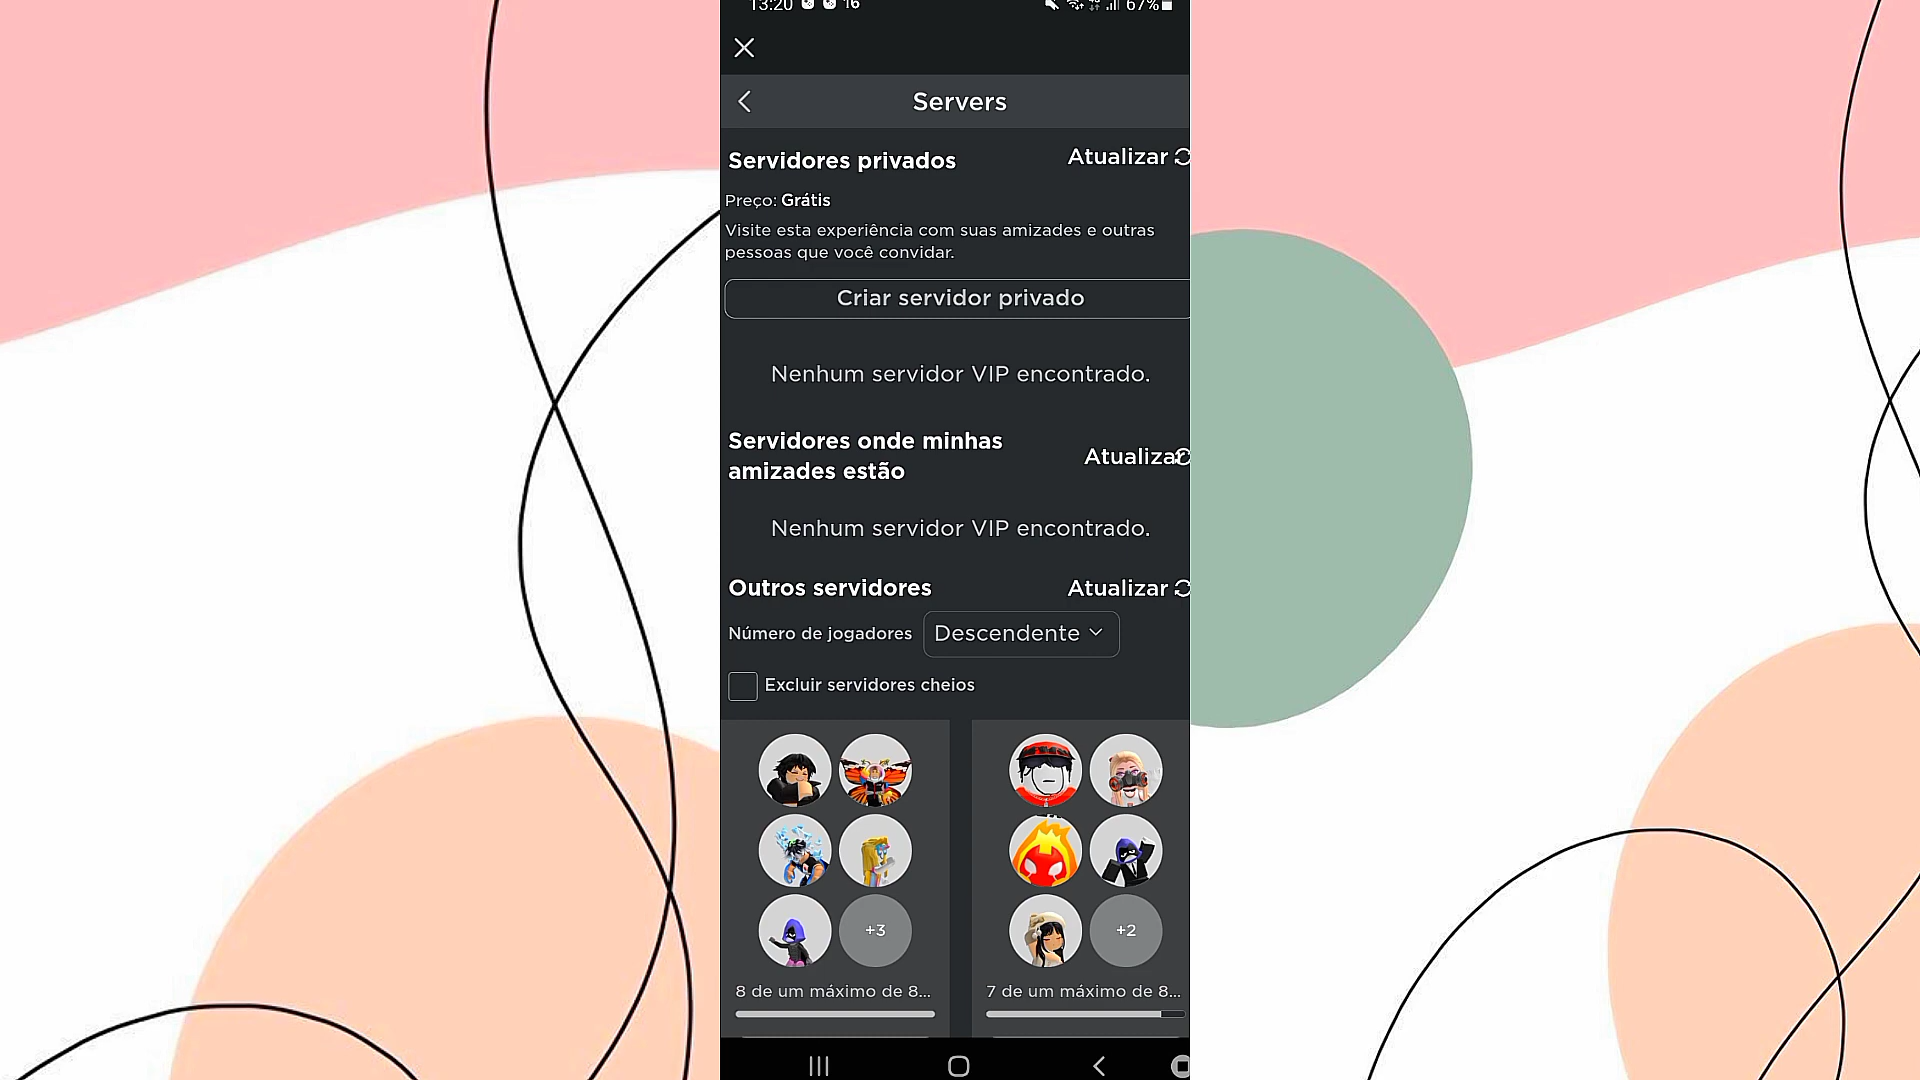 13:20 16 67%
Servers
Servidores privados Atualizar
Preço: Grátis
Visite esta experiência com suas amizades e outras
pessoas que você convidar.
Criar servidor privado
Nenhum servidor VIP encontrado.
Servidores onde minhas
amizades estão
Atualizar
Nenhum servidor VIP encontrado.
Outros servidores Atualizar
Número de jogadores Descendente
Excluir servidores cheios
+3 +2
8 de um máximo de 8... 7 de um máximo de 8...